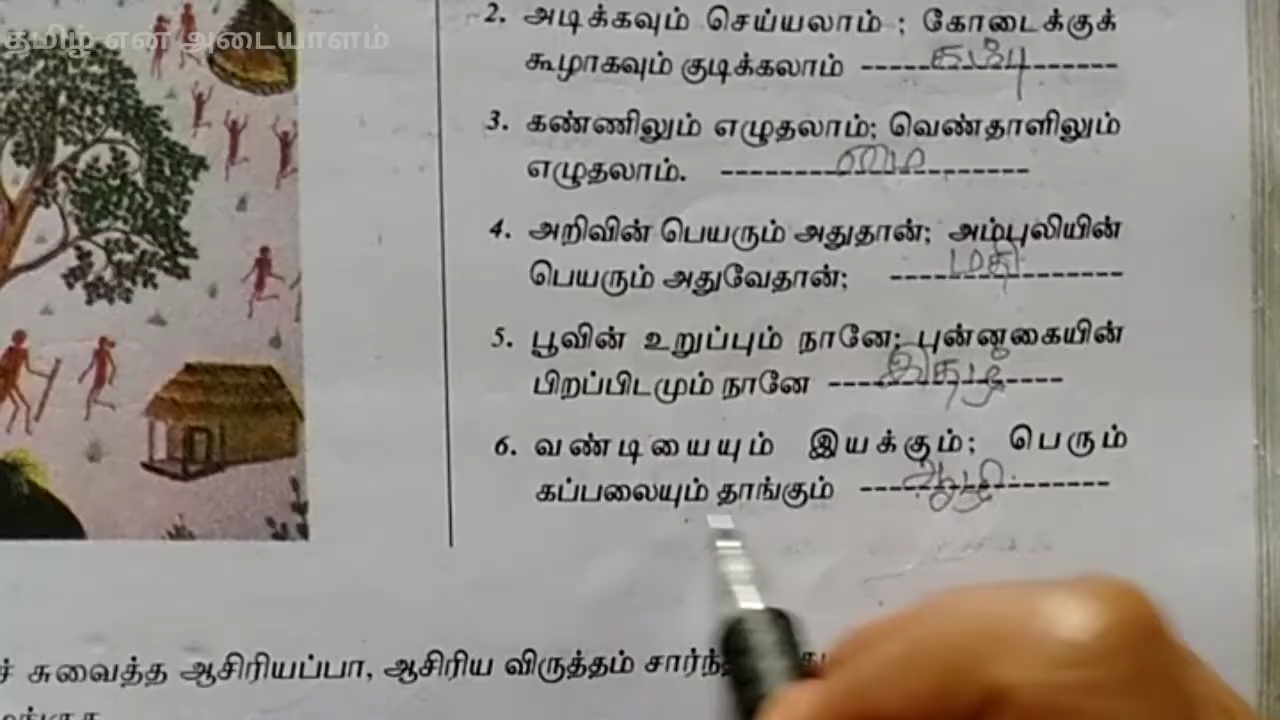 தமிழ் என் அடையாளம்
2. அடிக்கவும் செய்யலாம் ; கோடைக்குக்
கூழாகவும் குடிக்கலாம் ------------------ கம்பு
3. கண்ணிலும் எழுதலாம்; வெண்தாளிலும்
எழுதலாம். --------------------- மை
4. அறிவின் பெயரும் அதுதான்; அம்புலியின்
பெயரும் அதுவேதான்; ---------------- மதி
5. பூவின் உறுப்பும் நானே; புன்னகையின்
பிறப்பிடமும் நானே ---------------- இதழ்
6. வண்டியையும் இயக்கும்; பெரும்
கப்பலையும் தாங்கும் ----------------- ஆழி
சுவைத்த ஆசிரியப்பா, ஆசிரிய விருத்தம்